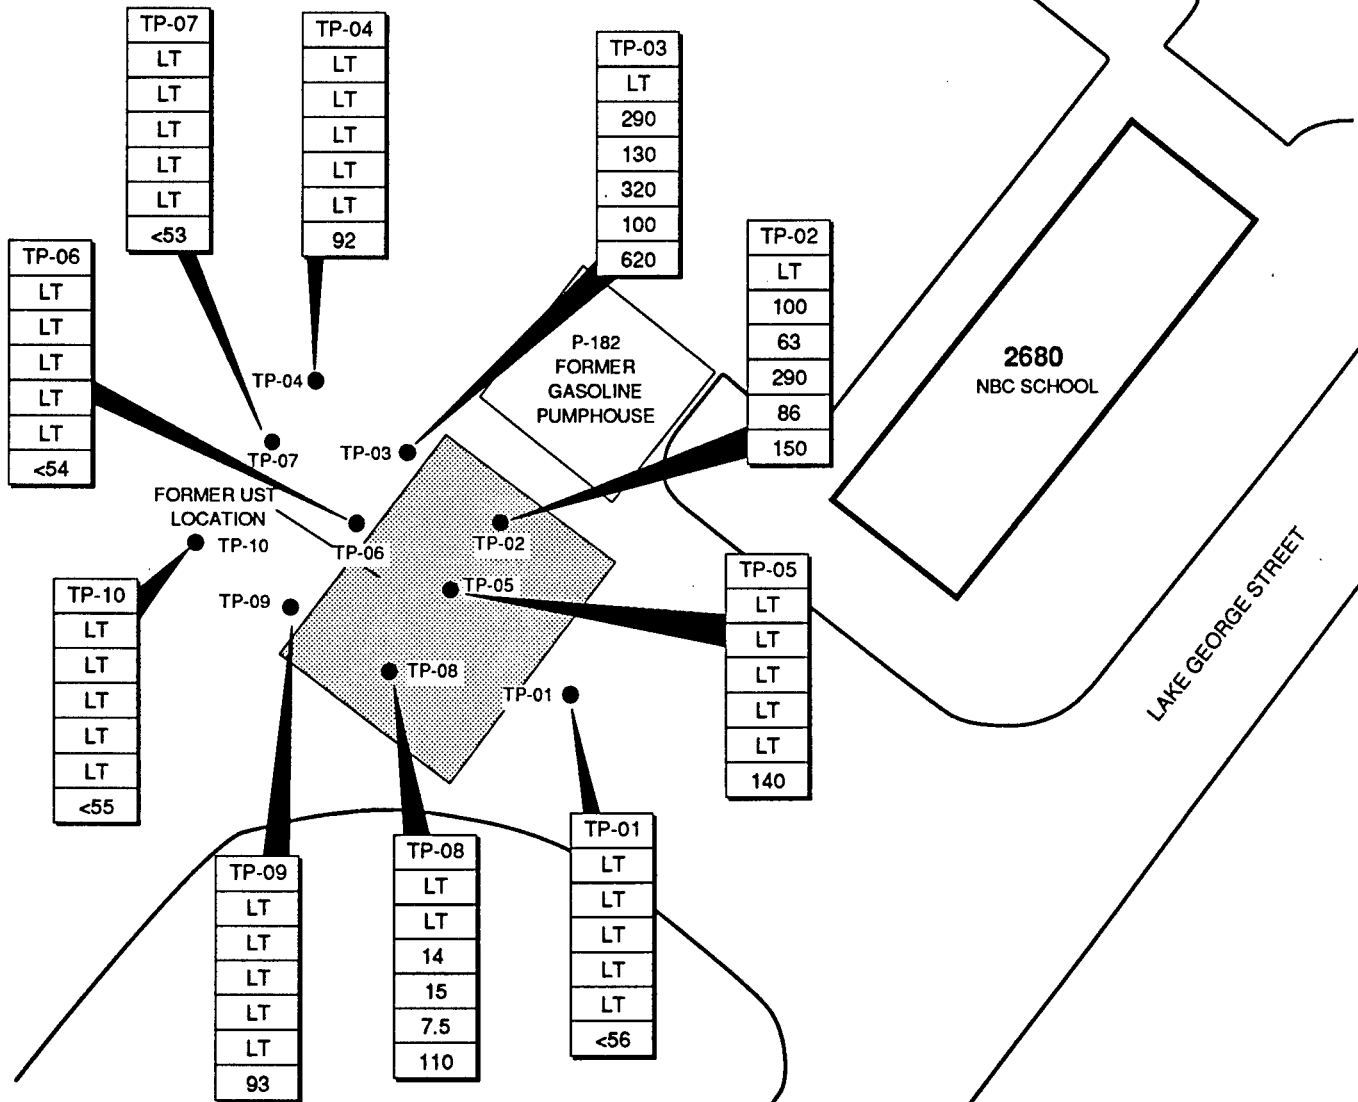 TP-07
LT
LT
LT
LT
LT
<53
TP-04
LT
LT
LT
LT
LT
92
TP-03
LT
290
130
320
100
620
TP-02
LT
100
63
290
86
150
TP-06
LT
LT
LT
LT
LT
<54
P-182
FORMER
GASOLINE
PUMPHOUSE
2680
NBC SCHOOL
TP-04
TP-07
TP-03
FORMER UST
LOCATION
TP-10
TP-06
TP-02
TP-05
TP-09
TP-08
TP-01
LAKE GEORGE STREET
TP-10
LT
LT
LT
LT
LT
<55
TP-05
LT
LT
LT
LT
LT
140
TP-09
LT
LT
LT
LT
LT
93
TP-08
LT
LT
14
15
7.5
110
TP-01
LT
LT
LT
LT
LT
<56